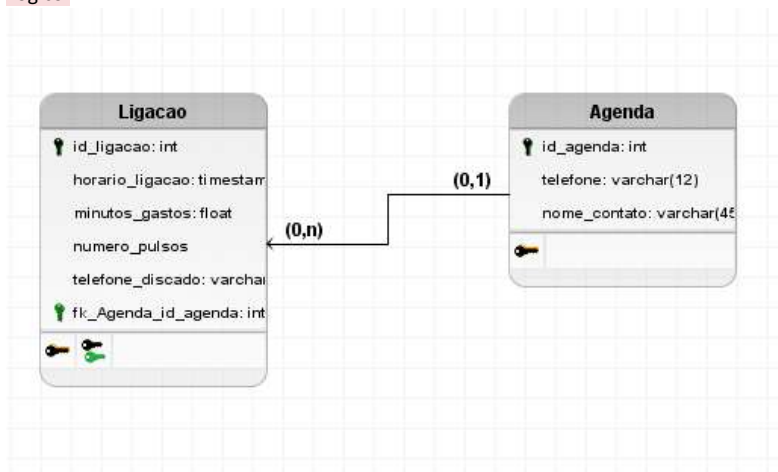 Ligacao
id_ligacao: int
horario_ligacao: timestam
minutos_gastos: float
numero_pulsos
telefone_discado: varchar
fk_Agenda_id_agenda: int
(0,n)
(0,1)
Agenda
id_agenda: int
telefone: varchar(12)
nome_contato: varchar(45